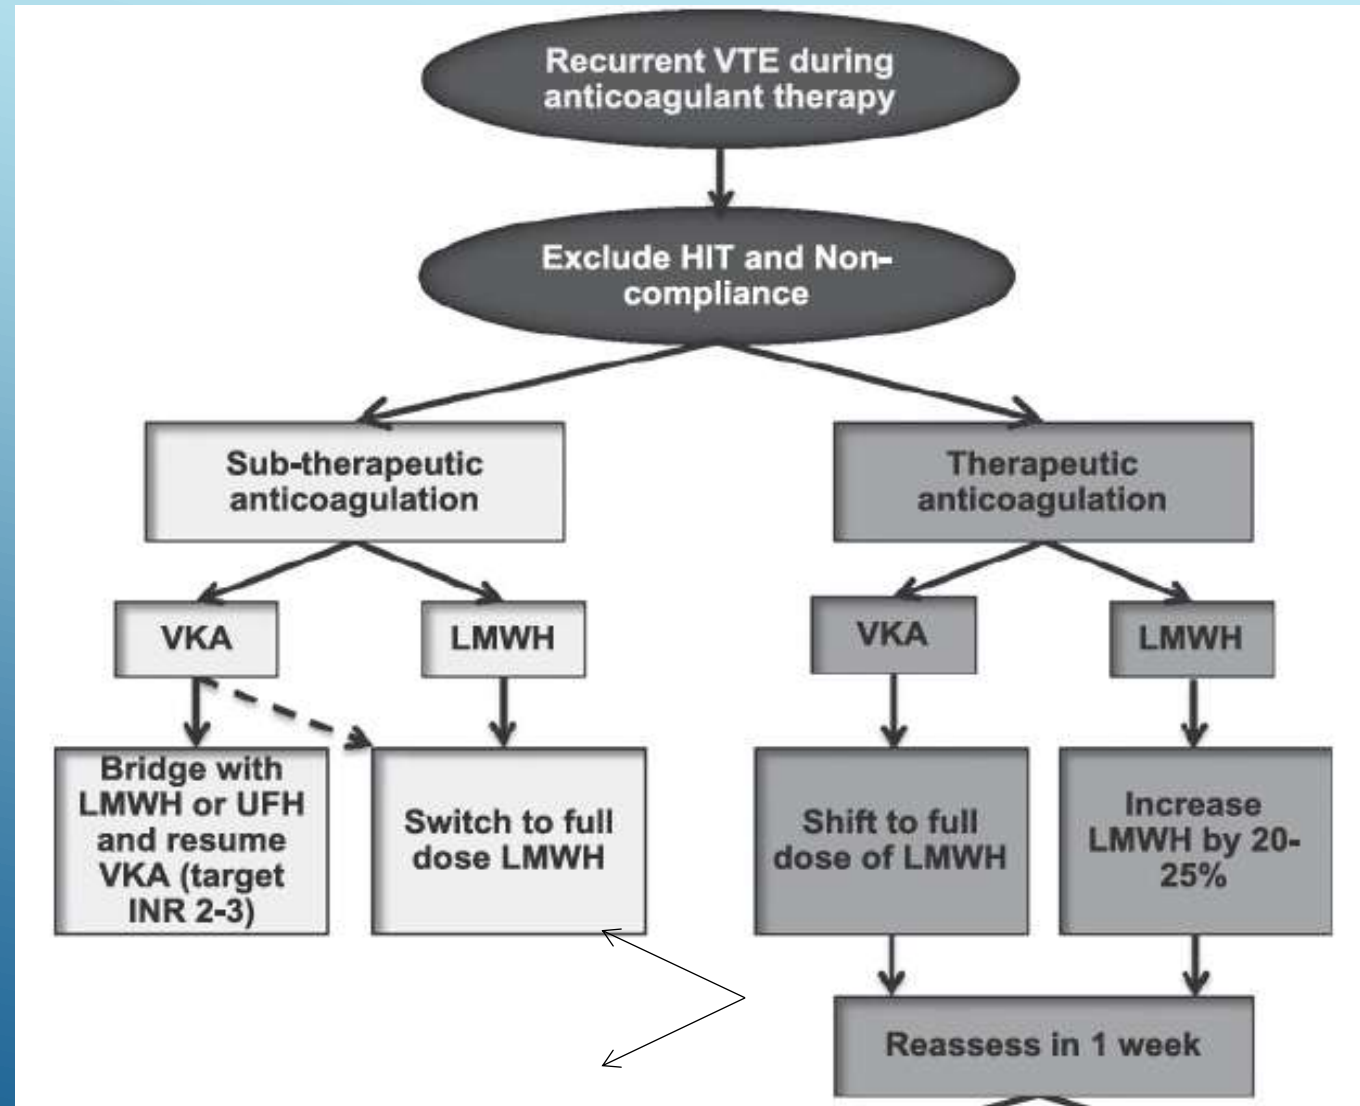 Recurrent VTE during
anticoagulant therapy
Exclude HIT and Non-
compliance
Sub-therapeutic
anticoagulation
Therapeutic
anticoagulation
VKA
LMWH
VKA
LMWH
Bridge with
LMWH or UFH
and resume
VKA (target
INR 2-3)
Switch to full
dose LMWH
Shift to full
dose of LMWH
Increase
LMWH by 20-
25%
Reassess in 1 week